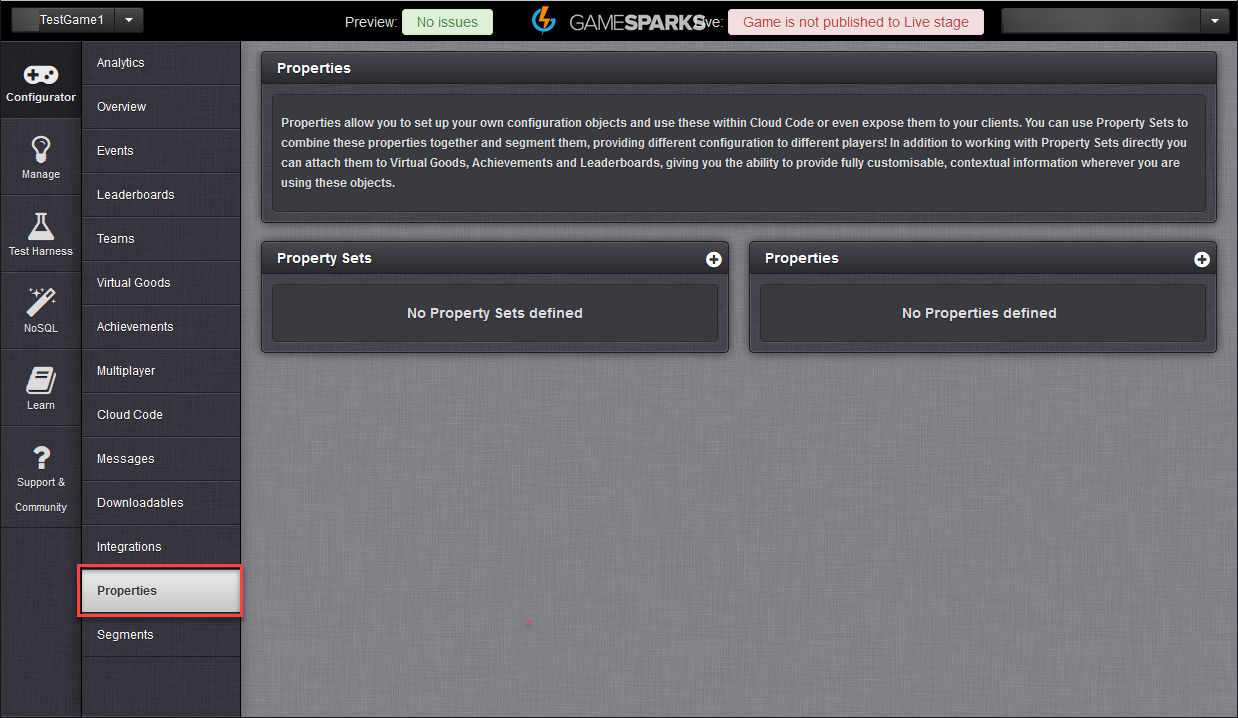 TestGame1
Preview:
No issues
GAMESPARKS
ve:
Game is not published to Live stage
Configurator
Manage
Test Harness
NoSQL
Learn
?
Support &
Community
Analytics
Overview
Events
Leaderboards
Teams
Virtual Goods
Achievements
Multiplayer
Cloud Code
Messages
Downloadables
Integrations
Properties
Segments
Properties
Properties allow you to set up your own configuration objects and use these within Cloud Code or even expose them to your clients. You can use Property Sets to
combine these properties together and segment them, providing different configuration to different players! In addition to working with Property Sets directly you
can attach them to Virtual Goods, Achievements and Leaderboards, giving you the ability to provide fully customisable, contextual information wherever you are
using these objects.
Property Sets
No Property Sets defined
Properties
No Properties defined